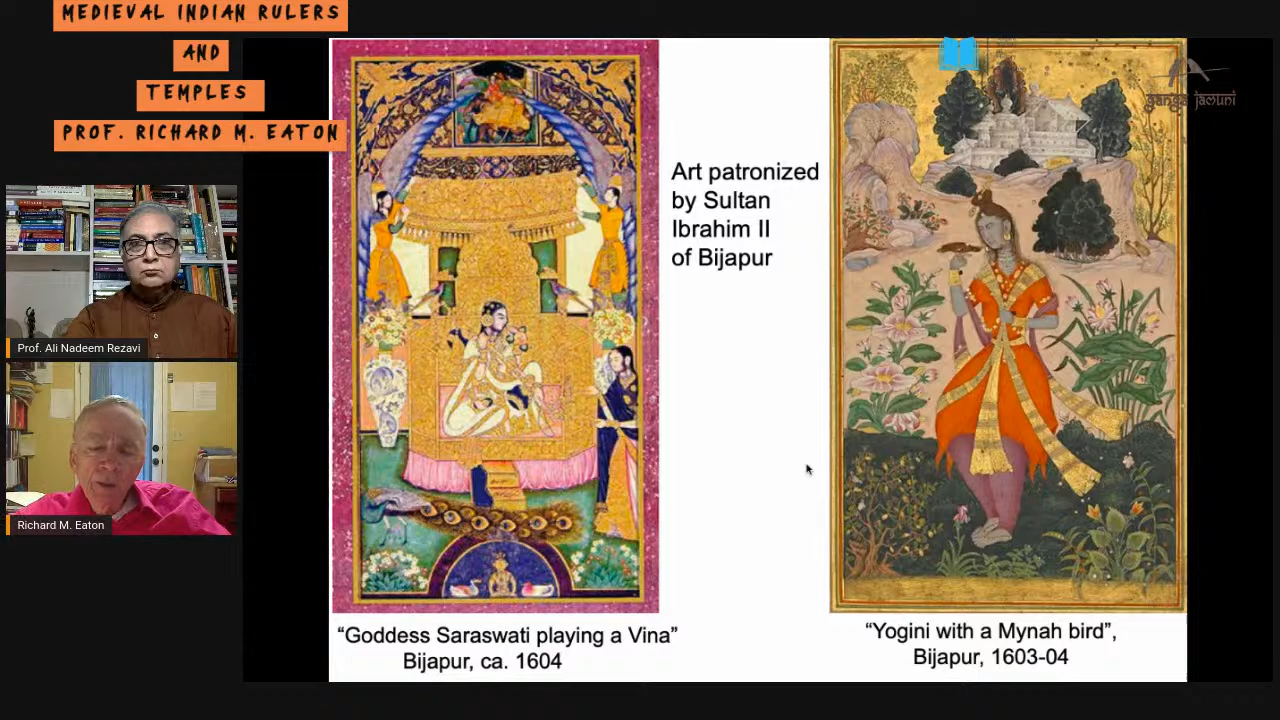 MEDIEVAL INDIAN RULERS
AND
TEMPLES
PROF. RICHARD M. EATON
ganga jamuni
Art patronized
by Sultan
Ibrahim II
of Bijapur
Prof. Ali Nadeem Rezavi
Richard M. Eaton
“Goddess Saraswati playing a Vina”
Bijapur, ca. 1604
“Yogini with a Mynah bird”,
Bijapur, 1603-04